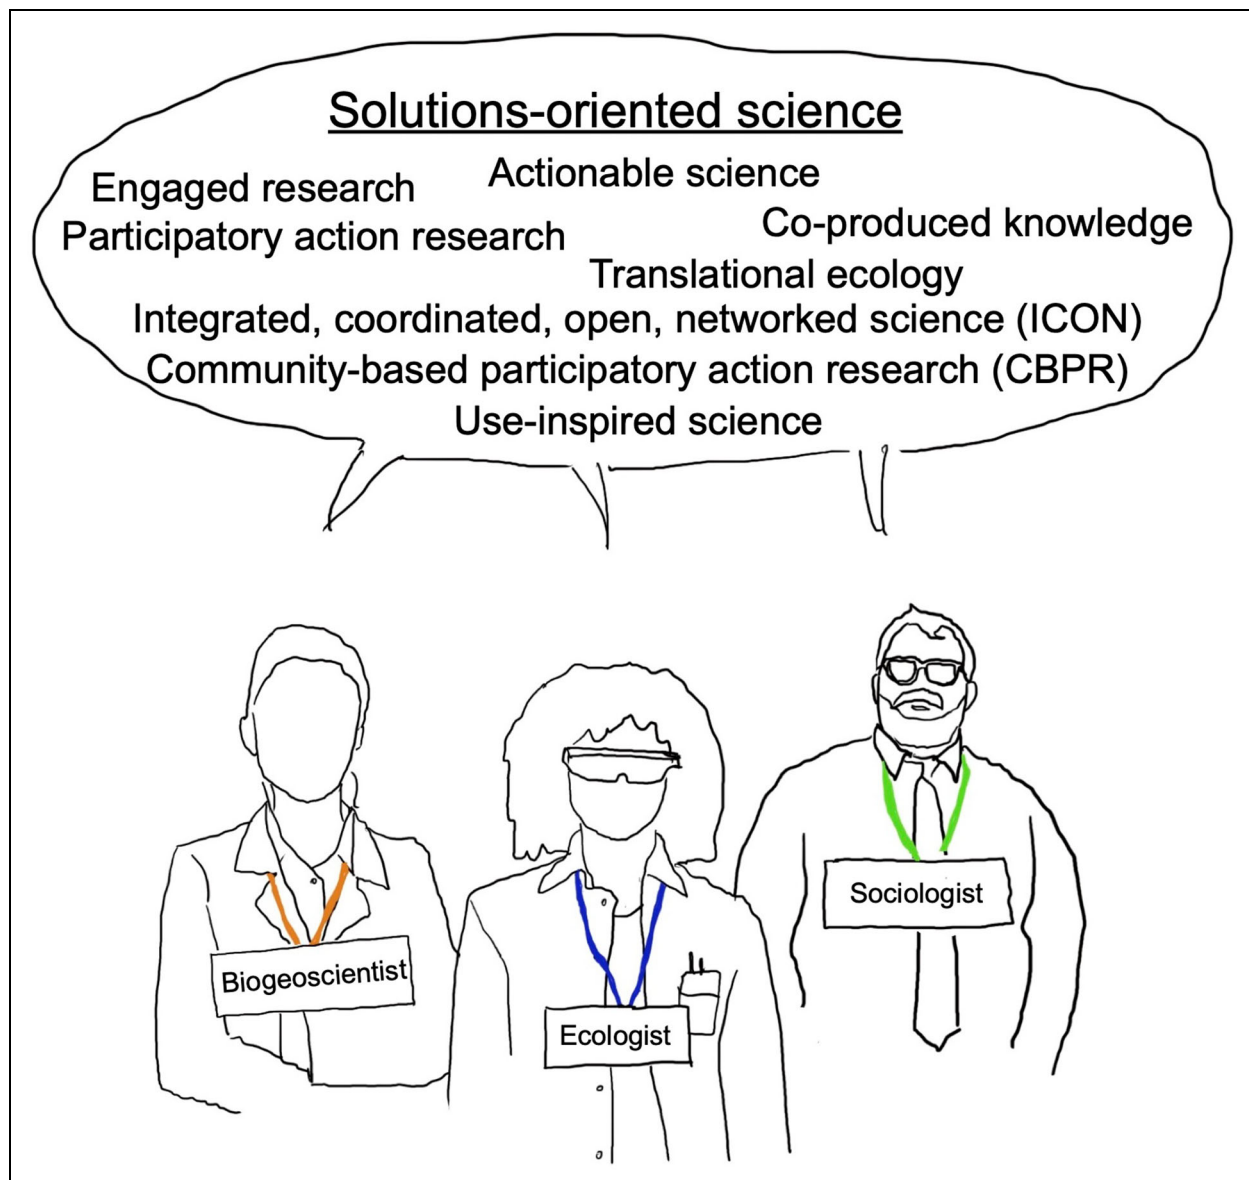 Solutions-oriented science
Actionable science
Engaged research
Co-produced knowledge
Participatory action research
Translational ecology
Integrated, coordinated, open, networked science (ICON)
Community-based participatory action research (CBPR)
Use-inspired science
Sociologist
Biogeoscientist
Ecologist